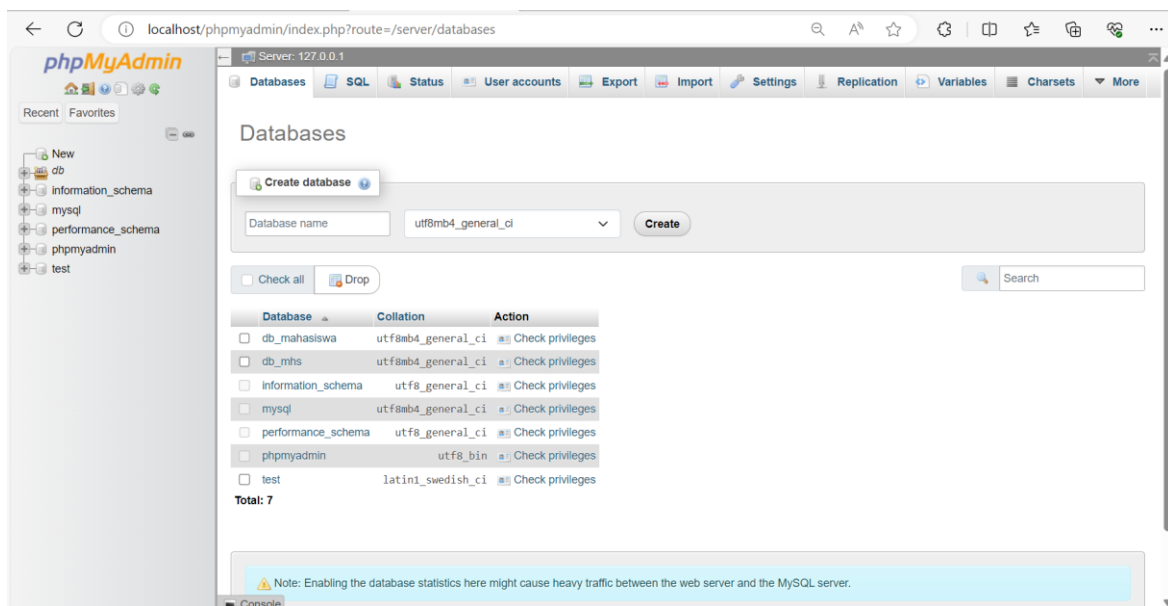 localhost/phpmyadmin/index.php?route=/server/databases
phpMyAdmin
Recent Favorites
New
db
information_schema
mysql
performance_schema
phpmyadmin
test
Server: 127.0.0.1
Databases SQL Status User accounts Export Import Settings Replication Variables Charsets More
Databases
Create database
Database name utf8mb4_general_ci Create
Check all Drop Search
Database Collation Action
db_mahasiswa utf8mb4_general_ci Check privileges
db_mhs utf8mb4_general_ci Check privileges
information_schema utf8_general_ci Check privileges
mysql utf8mb4_general_ci Check privileges
performance_schema utf8_general_ci Check privileges
phpmyadmin utf8_bin Check privileges
test latin1_swedish_ci Check privileges
Total: 7
Note: Enabling the database statistics here might cause heavy traffic between the web server and the MySQL server.
Console